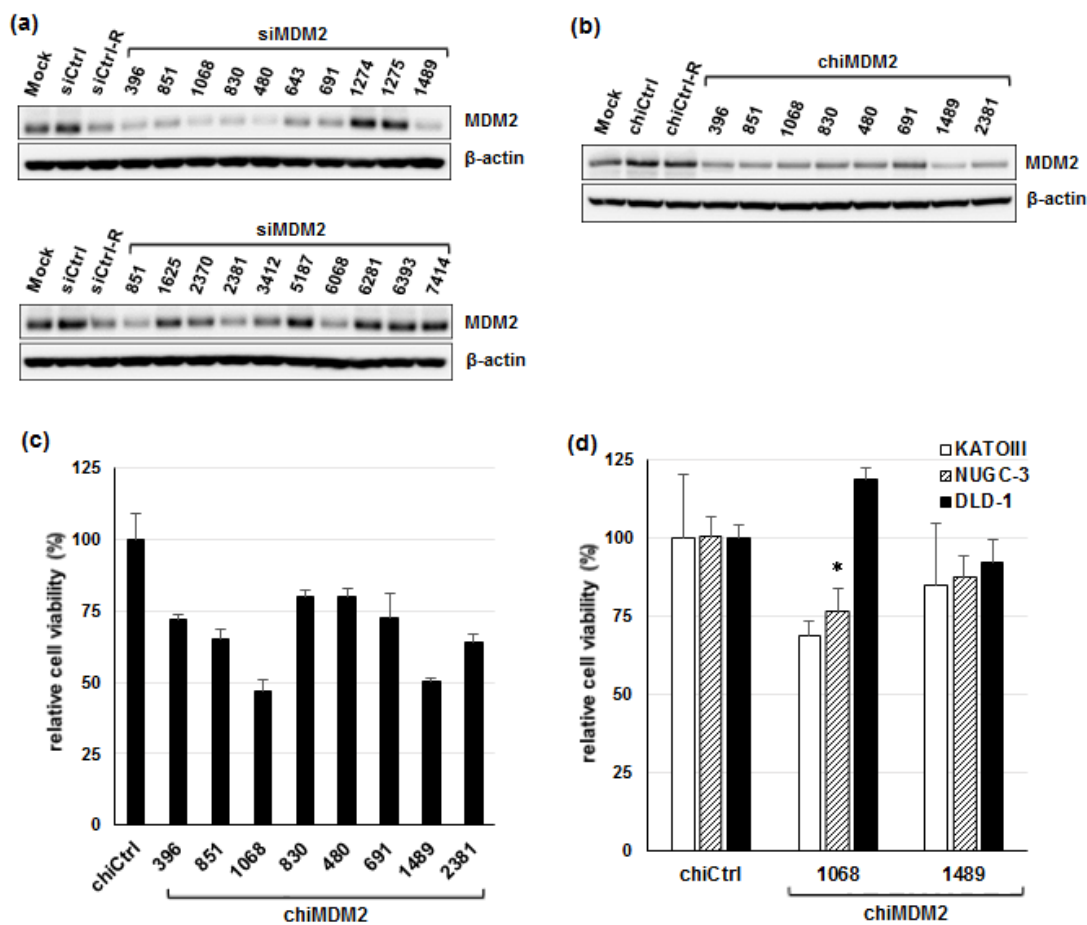 (a)
siMDM2
Mock siCtrl siCtrl-R 396 851 1068 830 480 643 691 1274 1275 1489
MDM2
β-actin
siMDM2
Mock siCtrl siCtrl-R 851 1625 2370 2381 3412 5187 6068 6281 6393 7414
MDM2
β-actin
(b)
chiMDM2
Mock chiCtrl chiCtrl-R 396 851 1068 830 480 691 1489 2381
MDM2
β-actin
(c)
relative cell viability (%)
125
100
75
50
25
0
chiCtrl 396 851 1068 830 480 691 1489 2381
chiMDM2
(d)
KATOIII
NUGC-3
DLD-1
relative cell viability (%)
125
100
75
50
25
0
*
chiCtrl 1068 1489
chiMDM2